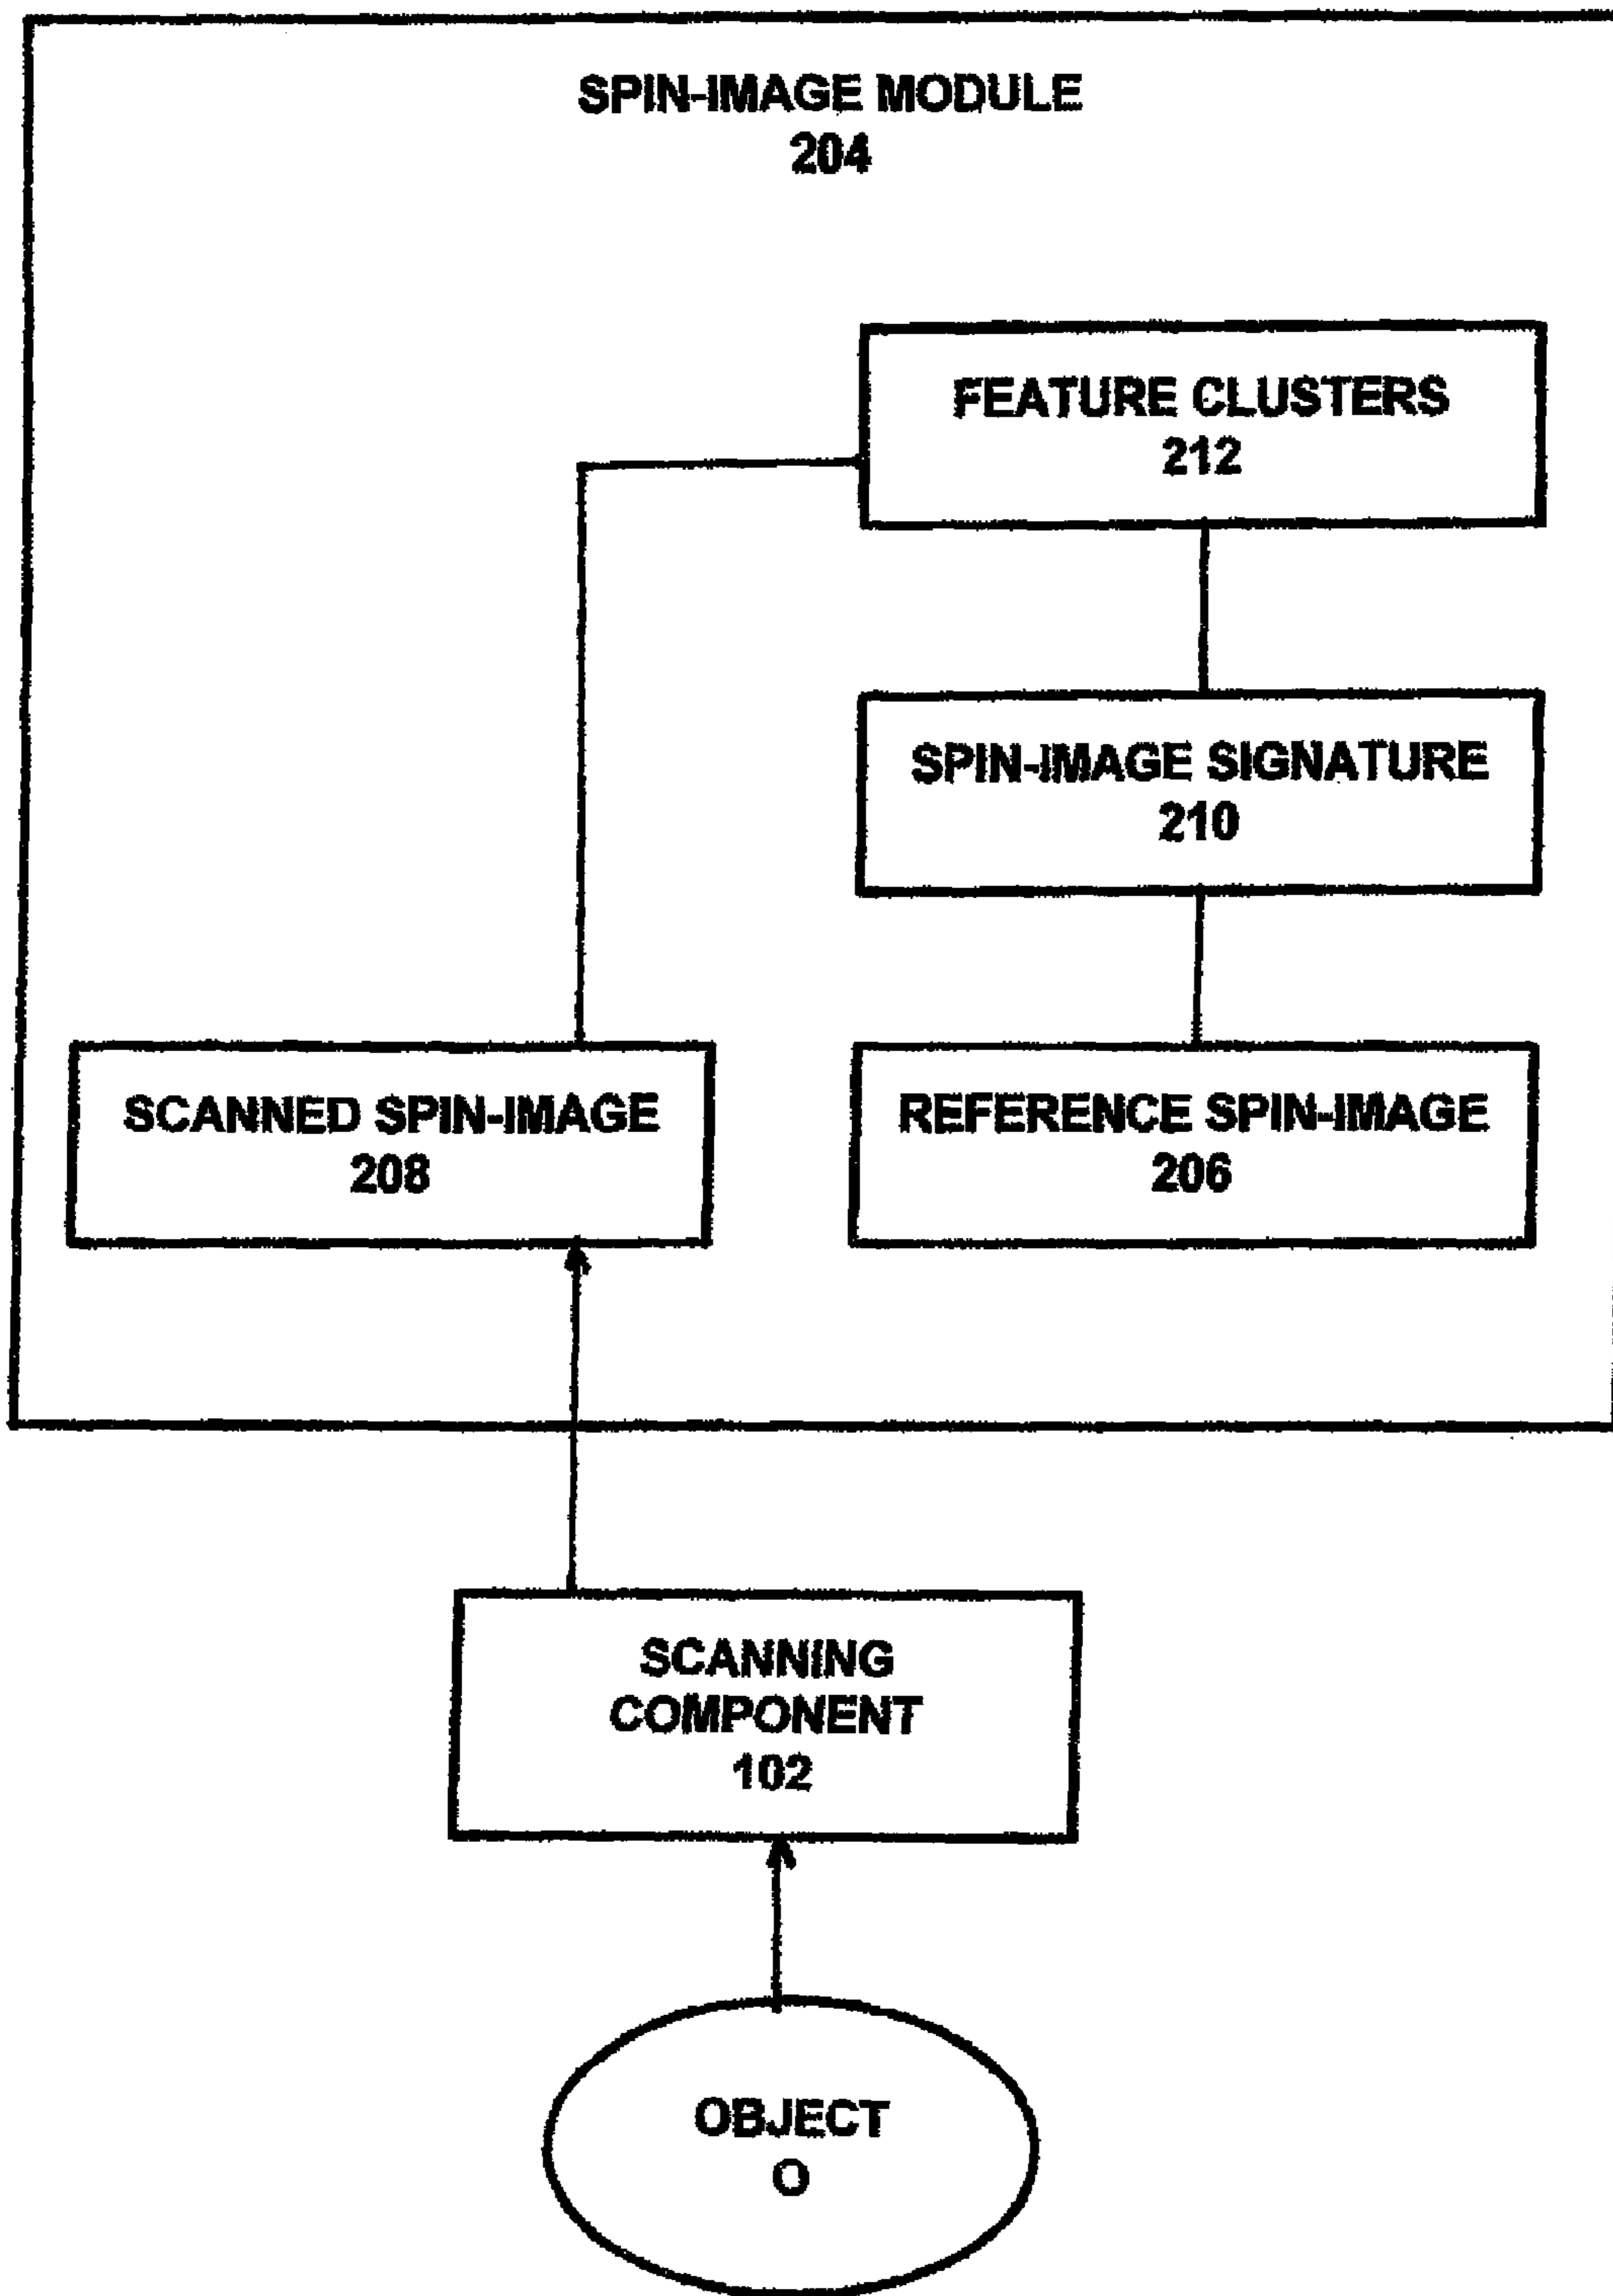 SPIN-IMAGE MODULE
204
FEATURE CLUSTERS
212
SPIN-IMAGE SIGNATURE
210
SCANNED SPIN-IMAGE
208
REFERENCE SPIN-IMAGE
206
SCANNING
COMPONENT
102
OBJECT
O